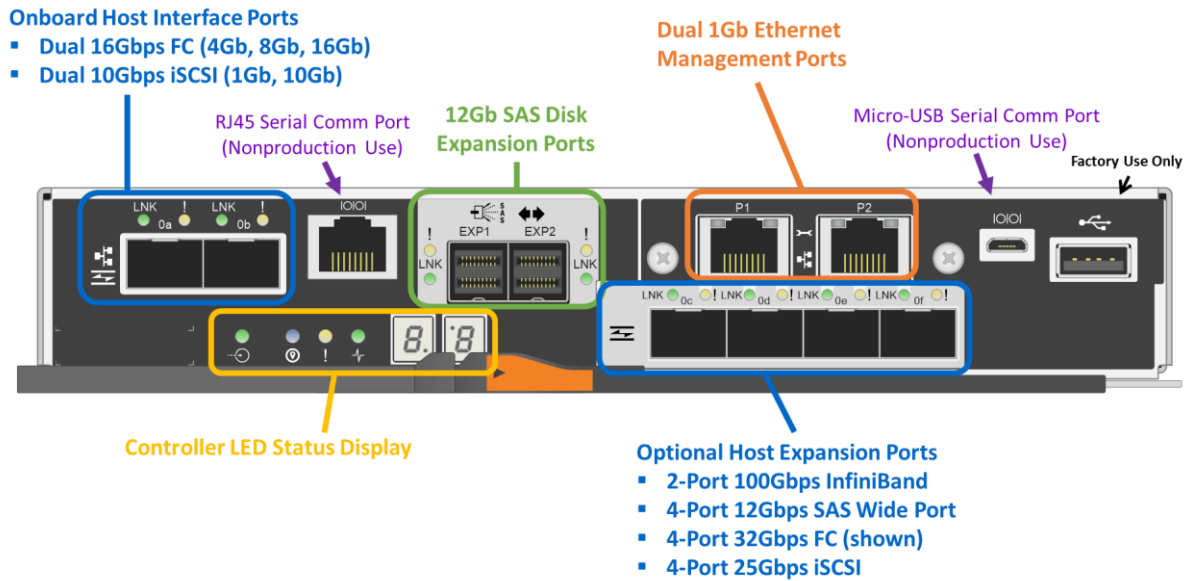 Onboard Host Interface Ports
▪ Dual 16Gbps FC (4Gb, 8Gb, 16Gb)
▪ Dual 10Gbps iSCSI (1Gb, 10Gb)
RJ45 Serial Comm Port
(Nonproduction Use)
12Gb SAS Disk
Expansion Ports
Dual 1Gb Ethernet
Management Ports
Micro-USB Serial Comm Port
(Nonproduction Use)
Factory Use Only
LNK ! LNK !
0a 0b
IOIOI
SAS
EXP1 EXP2
! !
LNK LNK
P1 P2
IOIOI
LNK 0c ! LNK 0d ! LNK 0e ! LNK 0f !
!
8. 8
Controller LED Status Display
Optional Host Expansion Ports
▪ 2-Port 100Gbps InfiniBand
▪ 4-Port 12Gbps SAS Wide Port
▪ 4-Port 32Gbps FC (shown)
▪ 4-Port 25Gbps iSCSI